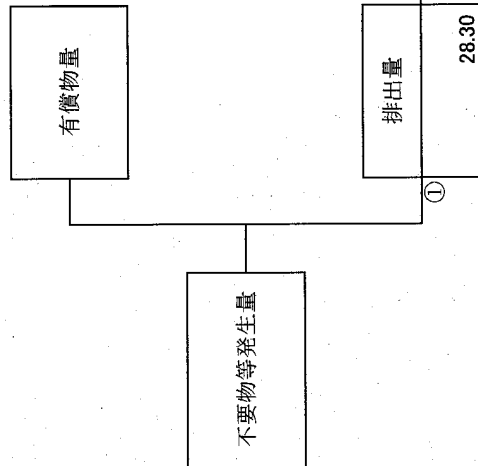 有償物量
不要物等発生量
①
排出量
28.30